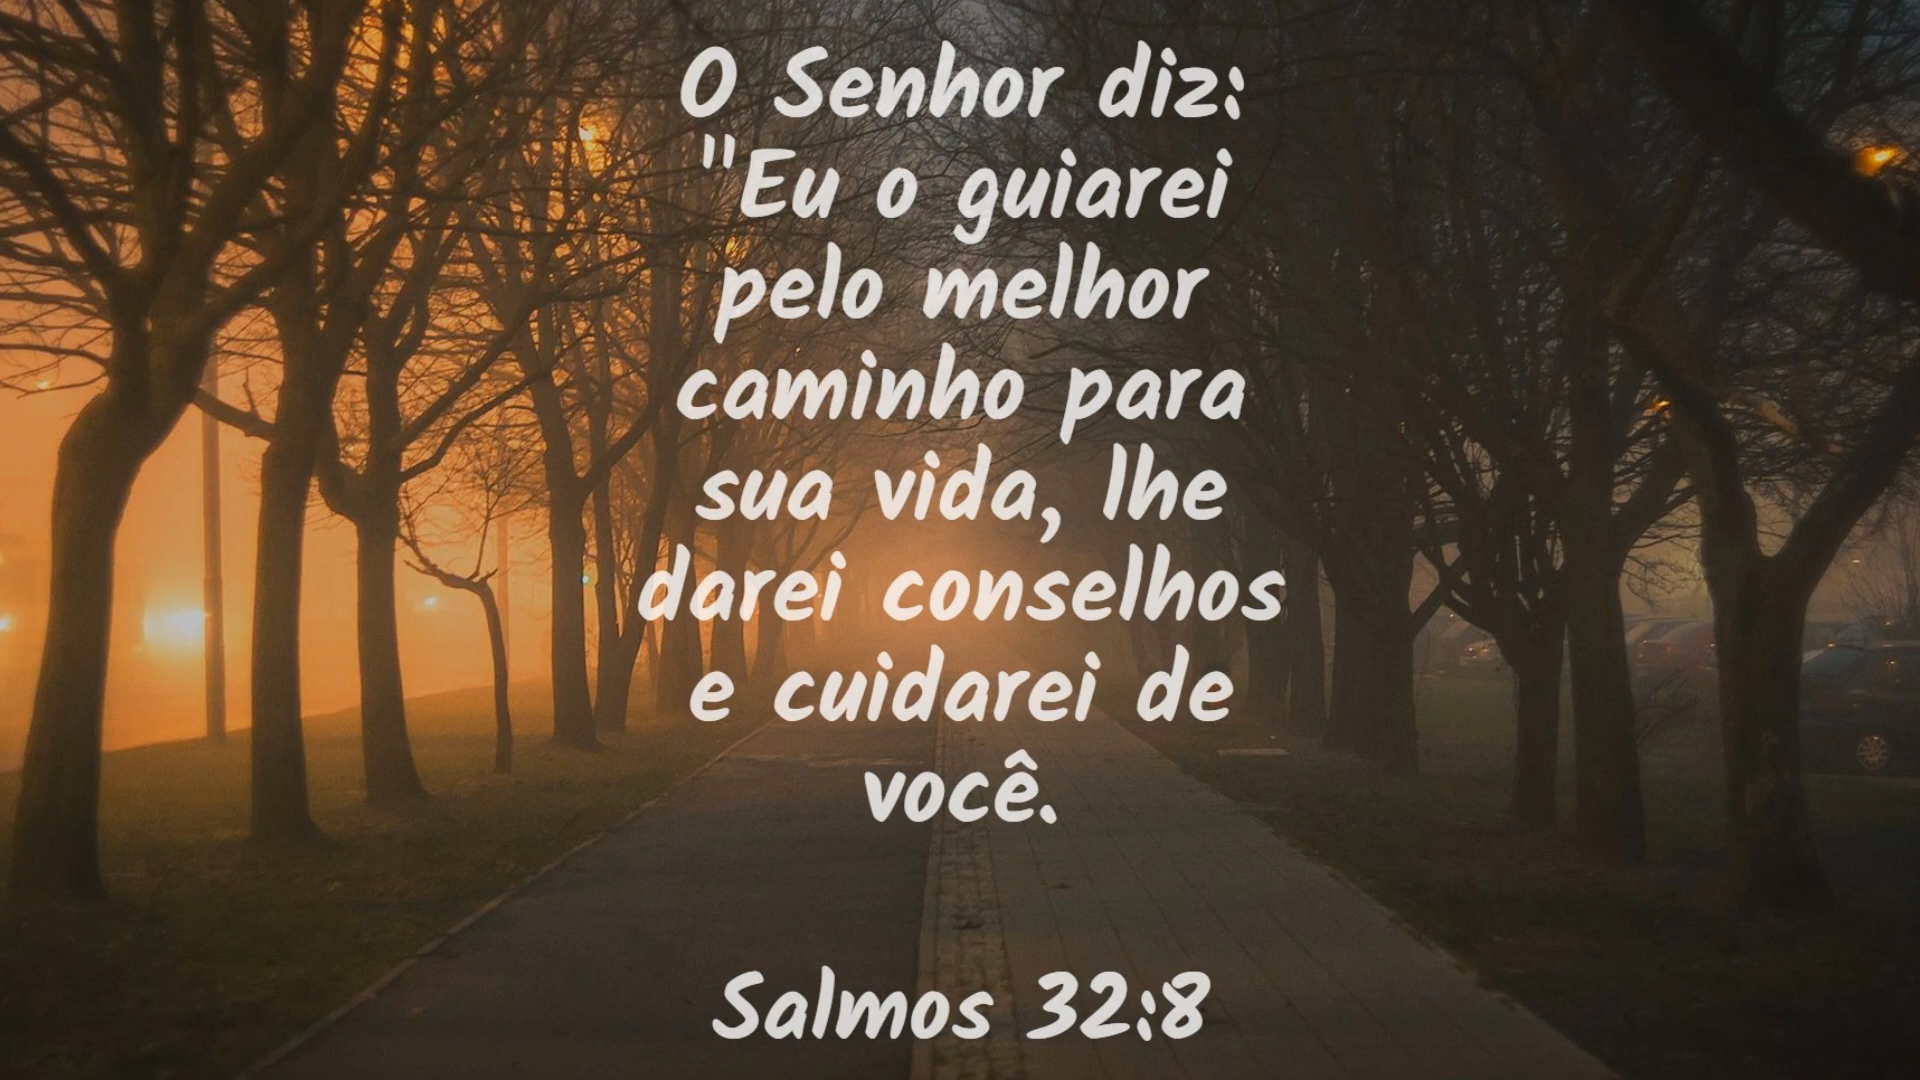 O Senhor diz:
"Eu o guiarei
pelo melhor
caminho para
sua vida, lhe
darei conselhos
e cuidarei de
você.
Salmos 32:8